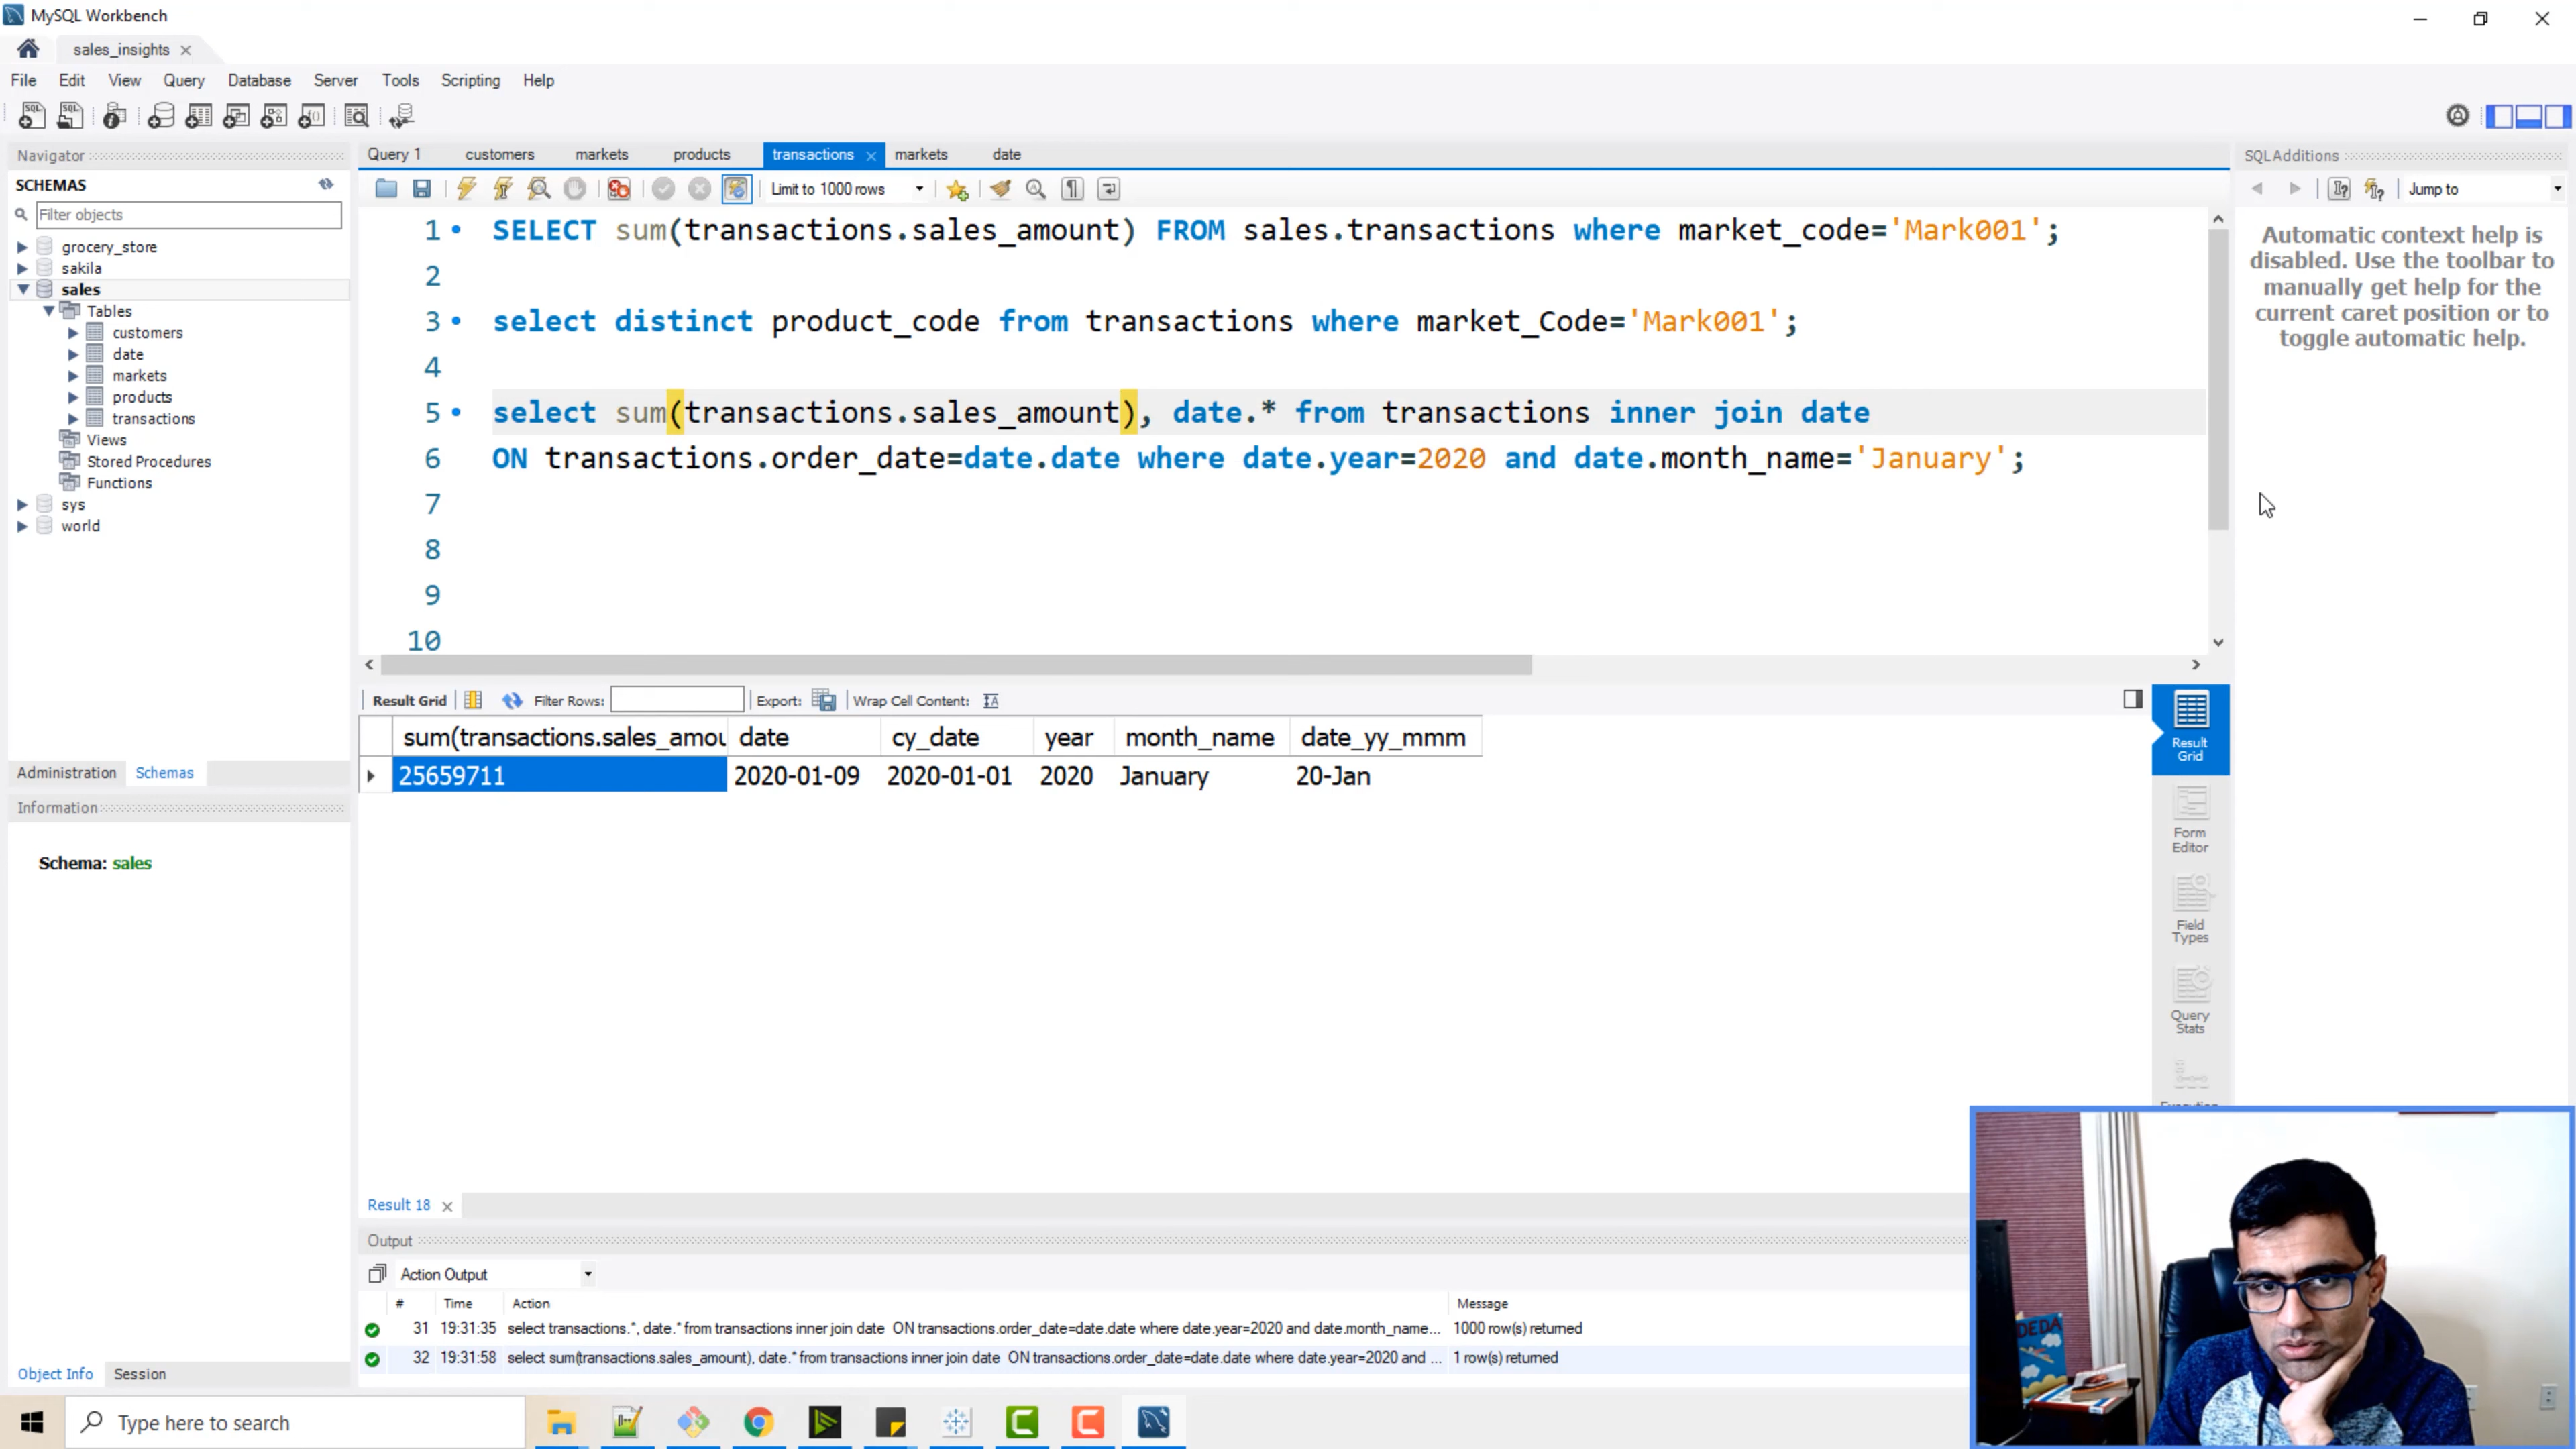 MySQL Workbench
sales_insights
File Edit View Query Database Server Tools Scripting Help
Navigator
SCHEMAS
Filter objects
grocery_store
sakila
sales
Tables
customers
date
markets
products
transactions
Views
Stored Procedures
Functions
sys
world
Administration Schemas
Information
Schema: sales
Object Info Session
Query 1 customers markets products transactions markets date
Limit to 1000 rows
1 SELECT sum(transactions.sales_amount) FROM sales.transactions where market_code='Mark001';
2
3 select distinct product_code from transactions where market_Code='Mark001';
4
5 select sum(transactions.sales_amount), date.* from transactions inner join date
6 ON transactions.order_date=date.date where date.year=2020 and date.month_name='January';
7
8
9
10
Result Grid Filter Rows: Export: Wrap Cell Content:
sum(transactions.sales_amou date cy_date year month_name date_yy_mmm
25659711 2020-01-09 2020-01-01 2020 January 20-Jan
Result Grid
Form Editor
Field Types
Query Stats
Result 18
Output
Action Output
# Time Action Message
31 19:31:35 select transactions.*, date.* from transactions inner join date ON transactions.order_date=date.date where date.year=2020 and date.month_name... 1000 row(s) returned
32 19:31:58 select sum(transactions.sales_amount), date.* from transactions inner join date ON transactions.order_date=date.date where date.year=2020 and ... 1 row(s) returned
SQLAdditions
Jump to
Automatic context help is
disabled. Use the toolbar to
manually get help for the
current caret position or to
toggle automatic help.
Type here to search